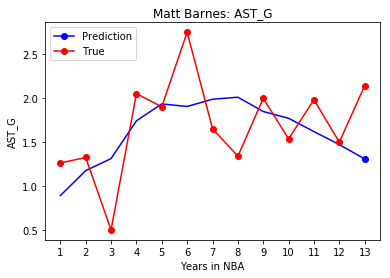 Matt Barnes: AST_G
Prediction
True
AST_G
2.5
2.0
1.5
1.0
0.5
1 2 3 4 5 6 7 8 9 10 11 12 13
Years in NBA